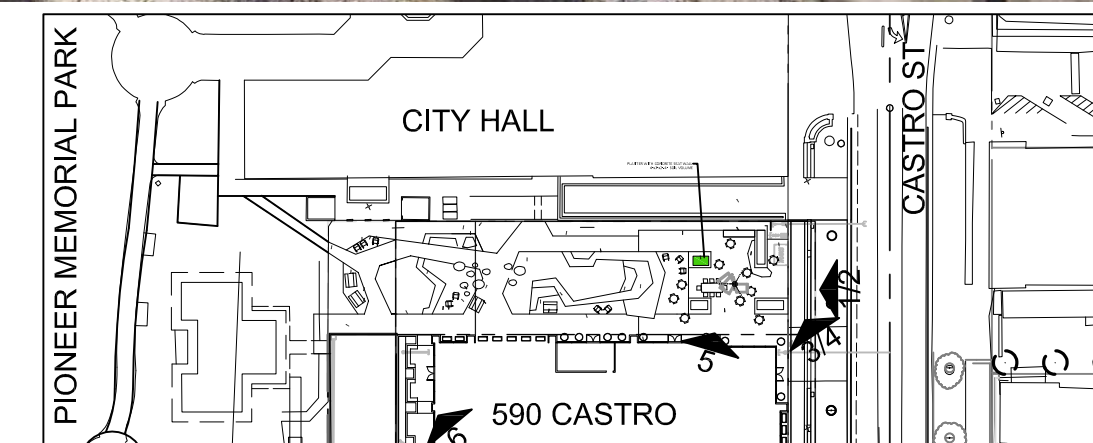 PIONEER MEMORIAL PARK
CITY HALL
CASTRO ST
1/2
3/4
5
590 CASTRO
6